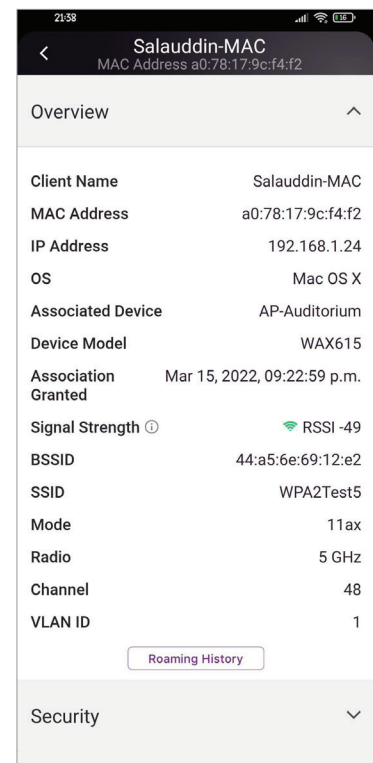 21:38
16
Salauddin-MAC
MAC Address a0:78:17:9c:f4:f2
Overview
Client Name Salauddin-MAC
MAC Address a0:78:17:9c:f4:f2
IP Address 192.168.1.24
OS Mac OS X
Associated Device AP-Auditorium
Device Model WAX615
Association Mar 15, 2022, 09:22:59 p.m.
Granted
Signal Strength RSSI -49
BSSID 44:a5:6e:69:12:e2
SSID WPA2Test5
Mode 11ax
Radio 5 GHz
Channel 48
VLAN ID 1
Roaming History
Security